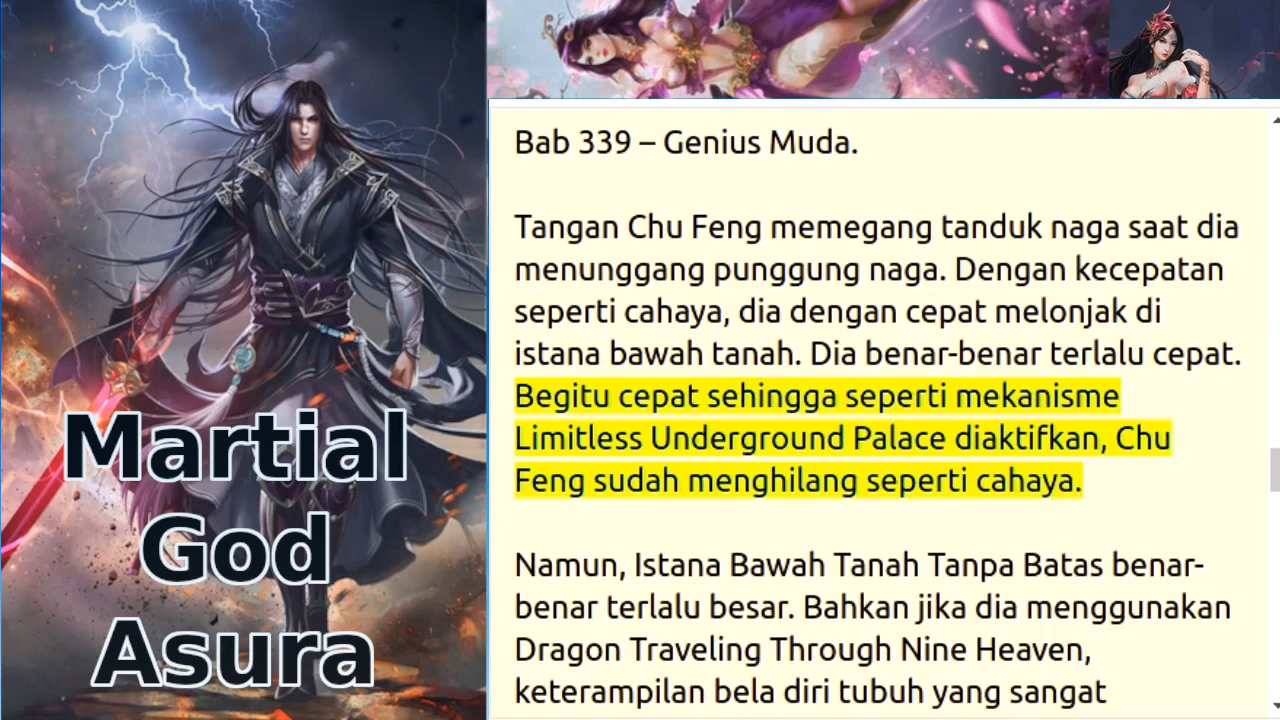 Martial
God
Asura
Bab 339 – Genius Muda.
Tangan Chu Feng memegang tanduk naga saat dia
menunggang punggung naga. Dengan kecepatan
seperti cahaya, dia dengan cepat melonjak di
istana bawah tanah. Dia benar-benar terlalu cepat.
Begitu cepat sehingga seperti mekanisme
Limitless Underground Palace diaktifkan, Chu
Feng sudah menghilang seperti cahaya.
Namun, Istana Bawah Tanah Tanpa Batas benar-
benar terlalu besar. Bahkan jika dia menggunakan
Dragon Traveling Through Nine Heaven,
keterampilan bela diri tubuh yang sangat